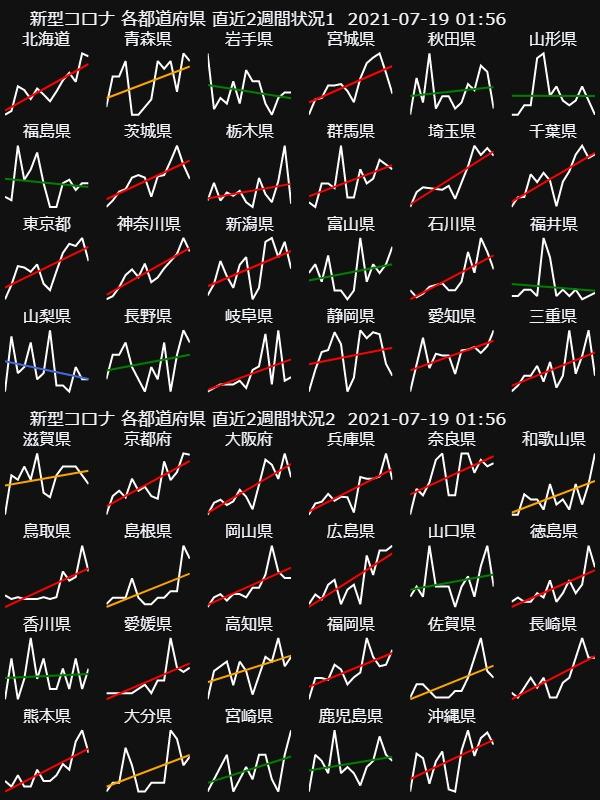 新型コロナ 各都道府県 直近2週間状況1 2021-07-19 01:56
北海道 青森県 岩手県 宮城県 秋田県 山形県
福島県 茨城県 栃木県 群馬県 埼玉県 千葉県
東京都 神奈川県 新潟県 富山県 石川県 福井県
山梨県 長野県 岐阜県 静岡県 愛知県 三重県
新型コロナ 各都道府県 直近2週間状況2 2021-07-19 01:56
滋賀県 京都府 大阪府 兵庫県 奈良県 和歌山県
鳥取県 島根県 岡山県 広島県 山口県 徳島県
香川県 愛媛県 高知県 福岡県 佐賀県 長崎県
熊本県 大分県 宮崎県 鹿児島県 沖縄県